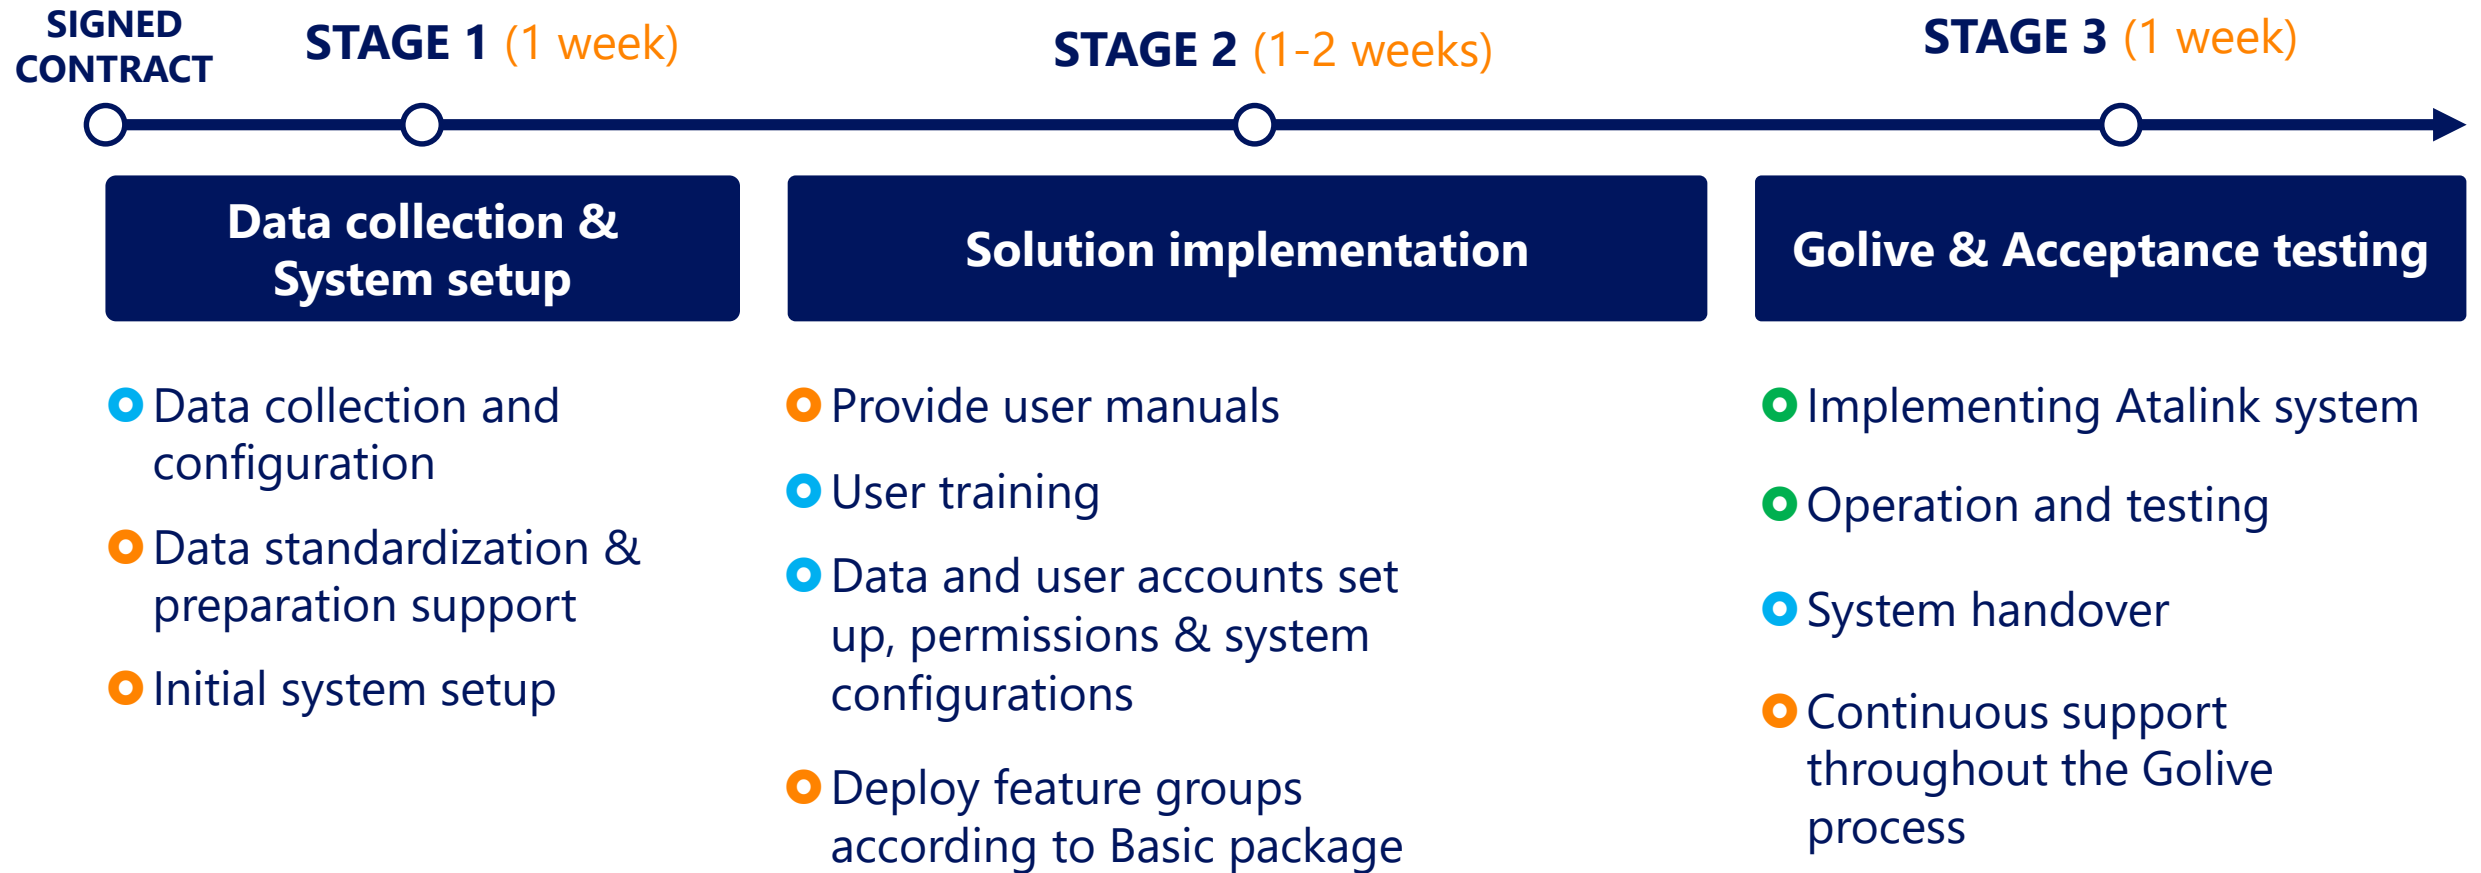 SIGNED
CONTRACT
STAGE 1 (1 week)
STAGE 2 (1-2 weeks)
STAGE 3 (1 week)
Data collection &
System setup
Solution implementation
Golive & Acceptance testing
Data collection and
configuration
Data standardization &
preparation support
Initial system setup
Provide user manuals
User training
Data and user accounts set
up, permissions & system
configurations
Deploy feature groups
according to Basic package
Implementing Atalink system
Operation and testing
System handover
Continuous support
throughout the Golive
process